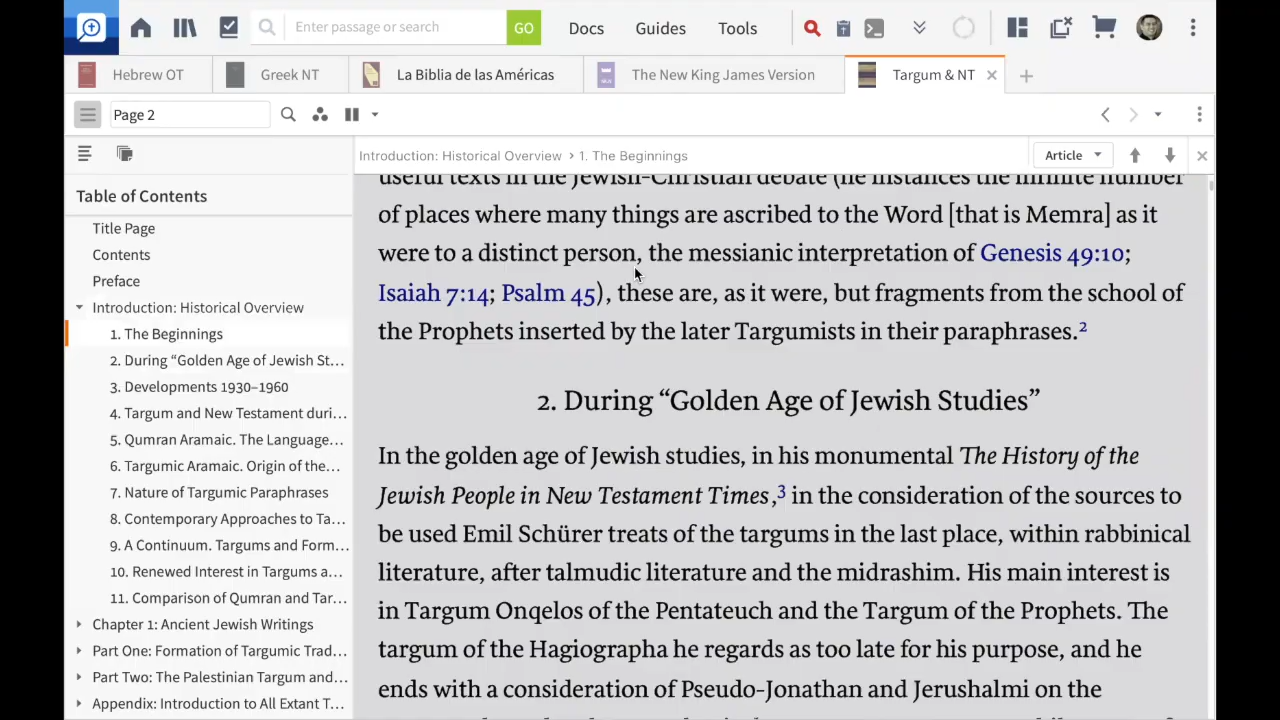 Enter passage or search
GO
Docs
Guides
Tools
Hebrew OT
Greek NT
La Biblia de las Américas
The New King James Version
Targum & NT
Page 2
Introduction: Historical Overview › 1. The Beginnings
Article
Table of Contents
Title Page
Contents
Preface
Introduction: Historical Overview
1. The Beginnings
2. During “Golden Age of Jewish St...
3. Developments 1930–1960
4. Targum and New Testament duri...
5. Qumran Aramaic. The Language...
6. Targumic Aramaic. Origin of the...
7. Nature of Targumic Paraphrases
8. Contemporary Approaches to Ta...
9. A Continuum. Targums and Form...
10. Renewed Interest in Targums a...
11. Comparison of Qumran and Tar...
Chapter 1: Ancient Jewish Writings
Part One: Formation of Targumic Trad...
Part Two: The Palestinian Targum and...
Appendix: Introduction to All Extant T...
useful texts in the Jewish-Christian debate (he instances the infinite number
of places where many things are ascribed to the Word [that is Memra] as it
were to a distinct person, the messianic interpretation of Genesis 49:10;
Isaiah 7:14; Psalm 45), these are, as it were, but fragments from the school of
the Prophets inserted by the later Targumists in their paraphrases.²
2. During “Golden Age of Jewish Studies”
In the golden age of Jewish studies, in his monumental The History of the
Jewish People in New Testament Times,³ in the consideration of the sources to
be used Emil Schürer treats of the targums in the last place, within rabbinical
literature, after talmudic literature and the midrashim. His main interest is
in Targum Onqelos of the Pentateuch and the Targum of the Prophets. The
targum of the Hagiographa he regards as too late for his purpose, and he
ends with a consideration of Pseudo-Jonathan and Jerushalmi on the